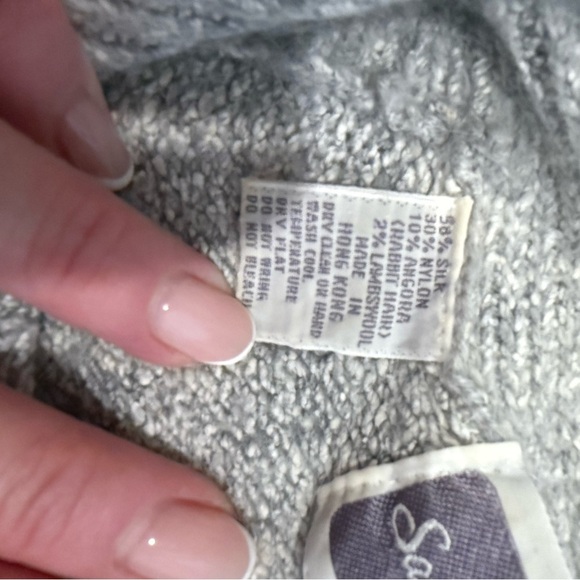 58% SILK
30% NYLON
10% ANGORA
(RABBIT HAIR)
2% LAMBSWOOL
MADE IN
HONG KONG
DRY CLEAN OR HAND
WASH COOL
TEMPERATURE
DRY FLAT
DO NOT WRING
DO NOT BLEACH
Sa